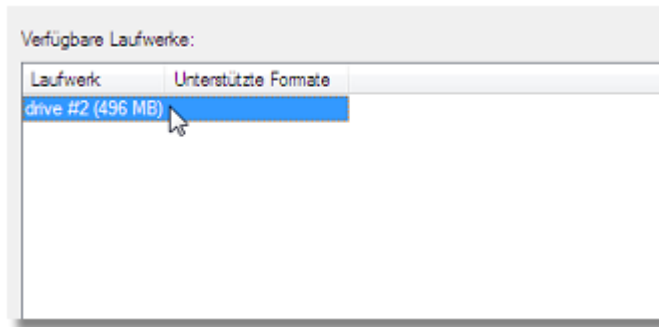 Verfügbare Laufwerke:
Laufwerk Unterstützte Formate
drive #2 (496 MB)